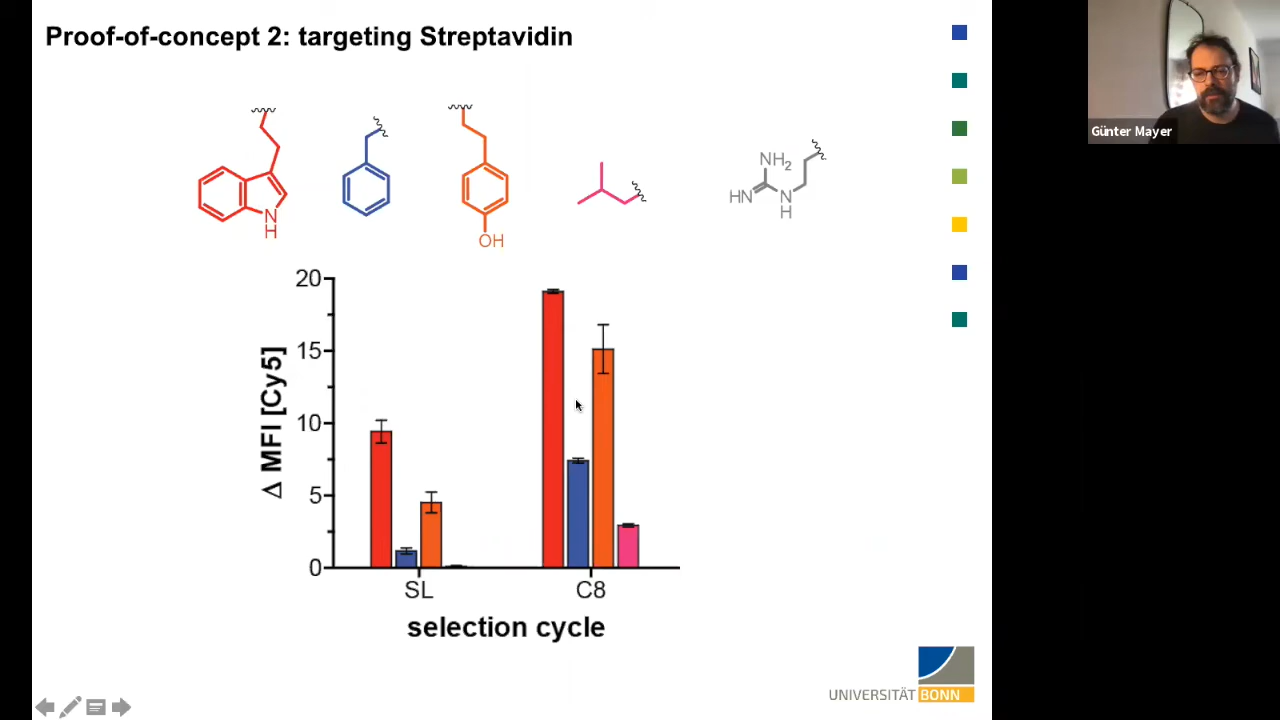 Proof-of-concept 2: targeting Streptavidin
Günter Mayer
NH2
HN
N
H
N
H
OH
20
15
10
5
0
Δ MFI [Cy5]
SL
C8
selection cycle
UNIVERSITÄT BONN